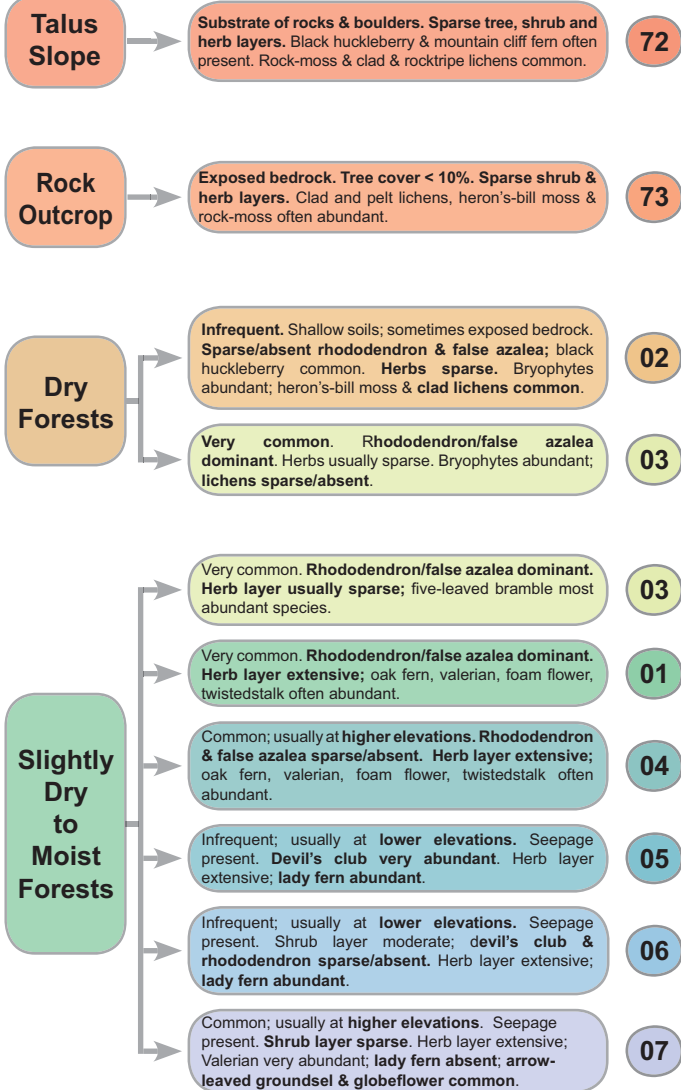 Talus
Slope
Substrate of rocks & boulders. Sparse tree, shrub and
herb layers. Black huckleberry & mountain cliff fern often
present. Rock-moss & clad & rocktripe lichens common.
72
Rock
Outcrop
Exposed bedrock. Tree cover < 10%. Sparse shrub &
herb layers. Clad and pelt lichens, heron's-bill moss &
rock-moss often abundant.
73
Dry
Forests
Infrequent. Shallow soils; sometimes exposed bedrock.
Sparse/absent rhododendron & false azalea; black
huckleberry common. Herbs sparse. Bryophytes
abundant; heron's-bill moss & clad lichens common.
02
Very common. Rhododendron/false azalea
dominant. Herbs usually sparse. Bryophytes abundant;
lichens sparse/absent.
03
Slightly
Dry
to
Moist
Forests
Very common. Rhododendron/false azalea dominant.
Herb layer usually sparse; five-leaved bramble most
abundant species.
03
Very common. Rhododendron/false azalea dominant.
Herb layer extensive; oak fern, valerian, foam flower,
twistedstalk often abundant.
01
Common; usually at higher elevations. Rhododendron
& false azalea sparse/absent. Herb layer extensive;
oak fern, valerian, foam flower, twistedstalk often
abundant.
04
Infrequent; usually at lower elevations. Seepage
present. Devil's club very abundant. Herb layer
extensive; lady fern abundant.
05
Infrequent; usually at lower elevations. Seepage
present. Shrub layer moderate; devil's club &
rhododendron sparse/absent. Herb layer extensive;
lady fern abundant.
06
Common; usually at higher elevations. Seepage
present. Shrub layer sparse. Herb layer extensive;
Valerian very abundant; lady fern absent; arrow-
leaved groundsel & globeflower common.
07